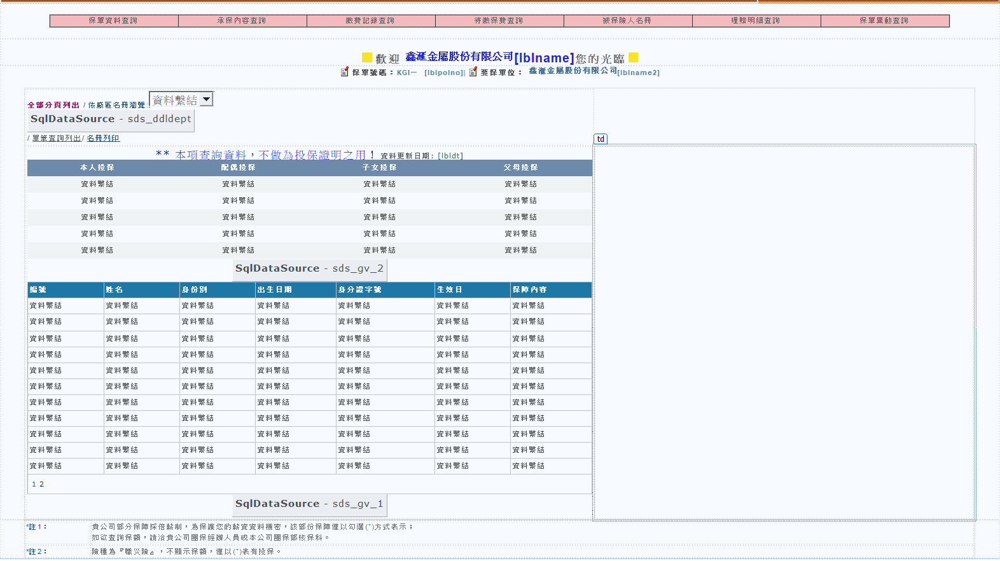 保單資料查詢 承保內容查詢 繳費記錄查詢 待繳保費查詢 被保險人名冊 理賠明細查詢 保單異動查詢
歡迎 鑫滙金屬股份有限公司[lblname]您的光臨
保單號碼：KGI－ [lblpolno]| 要保單位： 鑫滙金屬股份有限公司[lblname2]
全部分頁列出 / 依廠區名冊瀏覽: 資料繫結
SqlDataSource - sds_ddldept
/ 單筆查詢列出/ 名冊列印
td
** 本項查詢資料，不做為投保證明之用！ 資料更新日期: [lbldt]
本人投保 配偶投保 子女投保 父母投保
資料繫結 資料繫結 資料繫結 資料繫結
資料繫結 資料繫結 資料繫結 資料繫結
資料繫結 資料繫結 資料繫結 資料繫結
資料繫結 資料繫結 資料繫結 資料繫結
資料繫結 資料繫結 資料繫結 資料繫結
SqlDataSource - sds_gv_2
編號 姓名 身份別 出生日期 身分證字號 生效日 保障內容
資料繫結 資料繫結 資料繫結 資料繫結 資料繫結 資料繫結 資料繫結
資料繫結 資料繫結 資料繫結 資料繫結 資料繫結 資料繫結 資料繫結
資料繫結 資料繫結 資料繫結 資料繫結 資料繫結 資料繫結 資料繫結
資料繫結 資料繫結 資料繫結 資料繫結 資料繫結 資料繫結 資料繫結
資料繫結 資料繫結 資料繫結 資料繫結 資料繫結 資料繫結 資料繫結
資料繫結 資料繫結 資料繫結 資料繫結 資料繫結 資料繫結 資料繫結
資料繫結 資料繫結 資料繫結 資料繫結 資料繫結 資料繫結 資料繫結
資料繫結 資料繫結 資料繫結 資料繫結 資料繫結 資料繫結 資料繫結
資料繫結 資料繫結 資料繫結 資料繫結 資料繫結 資料繫結 資料繫結
資料繫結 資料繫結 資料繫結 資料繫結 資料繫結 資料繫結 資料繫結
資料繫結 資料繫結 資料繫結 資料繫結 資料繫結 資料繫結 資料繫結
1 2
SqlDataSource - sds_gv_1
*註1： 貴公司部分保障採倍薪制，為保護您的薪資資料機密，該部份保障僅以勾選(*)方式表示；
如欲查詢保額，請洽貴公司團保經辦人員或本公司團保部核保科。
*註2： 險種為『職災險』，不顯示保額，僅以(*)表有投保。